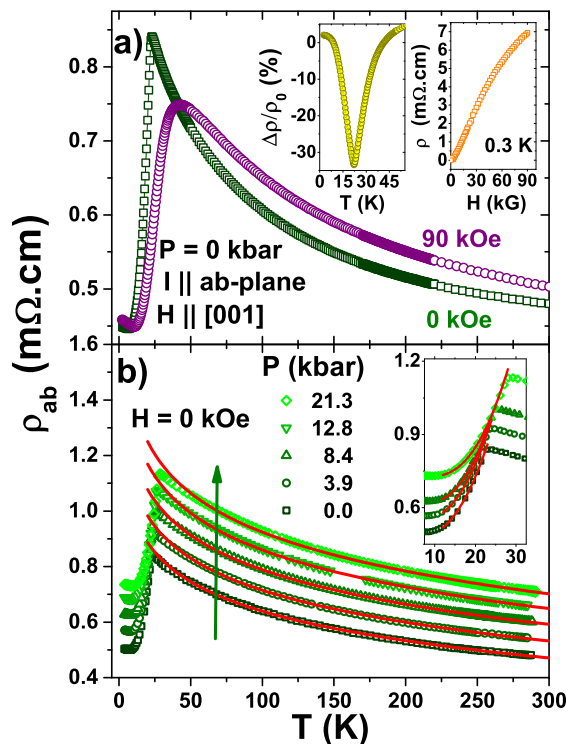 a)
0.8
0.7
0.6
0.5
ρab (mΩ.cm)
Δρ/ρ0 (%)
0
-10
-20
-30
0 15 30 45
T (K)
ρ (mΩ.cm)
7
6
5
4
3
2
1
0
0 30 60 90
H (kG)
0.3 K
P = 0 kbar
I || ab-plane
H || [001]
90 kOe
0 kOe
b)
H = 0 kOe
P (kbar)
21.3
12.8
8.4
3.9
0.0
1.6
1.4
1.2
1.0
0.8
0.6
0.4
1.2
0.9
0.6
10 20 30
0 50 100 150 200 250 300
T (K)